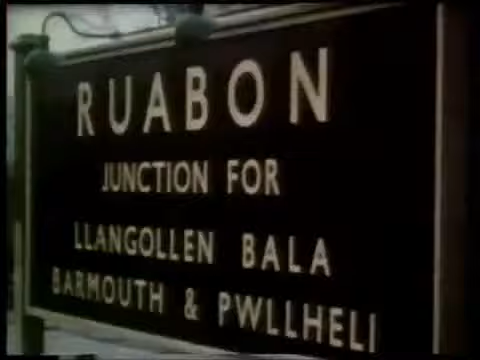 RUABON
JUNCTION FOR
LLANGOLLEN BALA
BARMOUTH & PWLLHELI